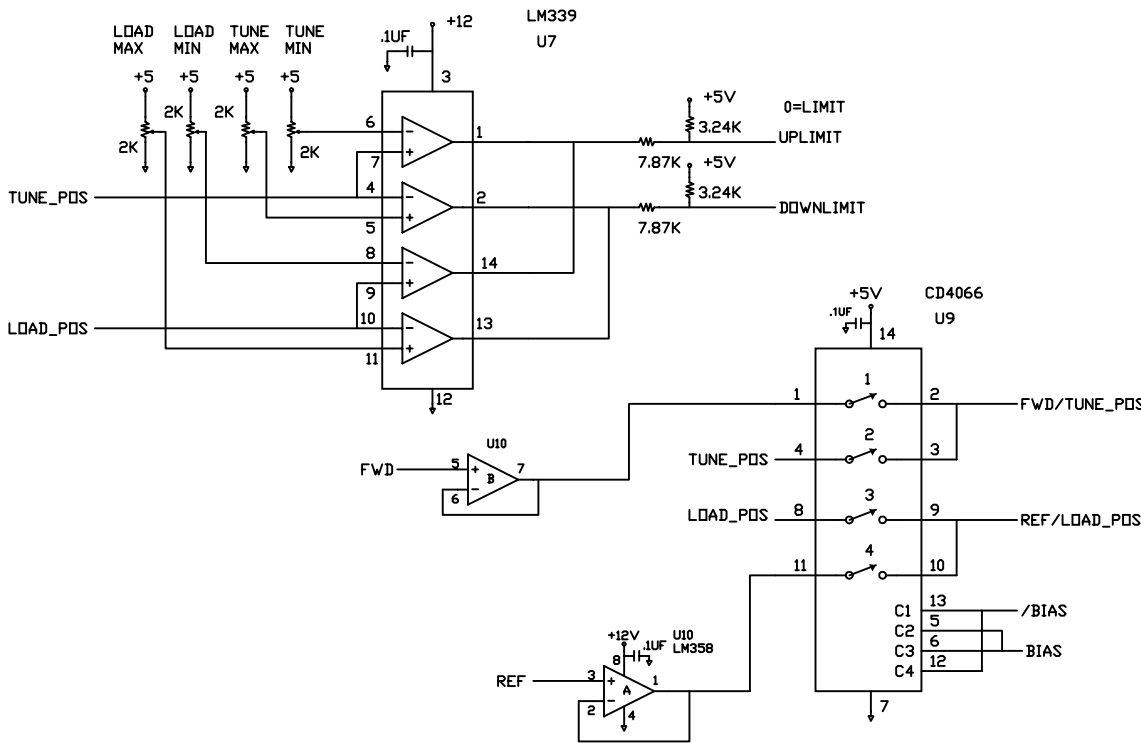 LM339
U7
+12
.1UF
3
LOAD MAX
LOAD MIN
TUNE MAX
TUNE MIN
+5
+5
+5
+5
2K
2K
2K
2K
TUNE_POS
LOAD_POS
6
7
4
5
8
9
10
11
-
+
-
+
-
+
-
+
1
2
14
13
12
+5V
3.24K
7.87K
0=LIMIT
UPLIMIT
+5V
3.24K
7.87K
DOWNLIMIT
CD4066
U9
+5V
.1UF
14
1
1
2
FWD/TUNE_POS
TUNE_POS
4
2
3
LOAD_POS
8
3
9
REF/LOAD_POS
11
4
10
C1
13
/BIAS
C2
5
C3
6
BIAS
C4
12
7
U10
FWD
5
+
B
7
6
-
+12V
U10
LM358
.1UF
8
REF
3
+
A
1
2
-
4